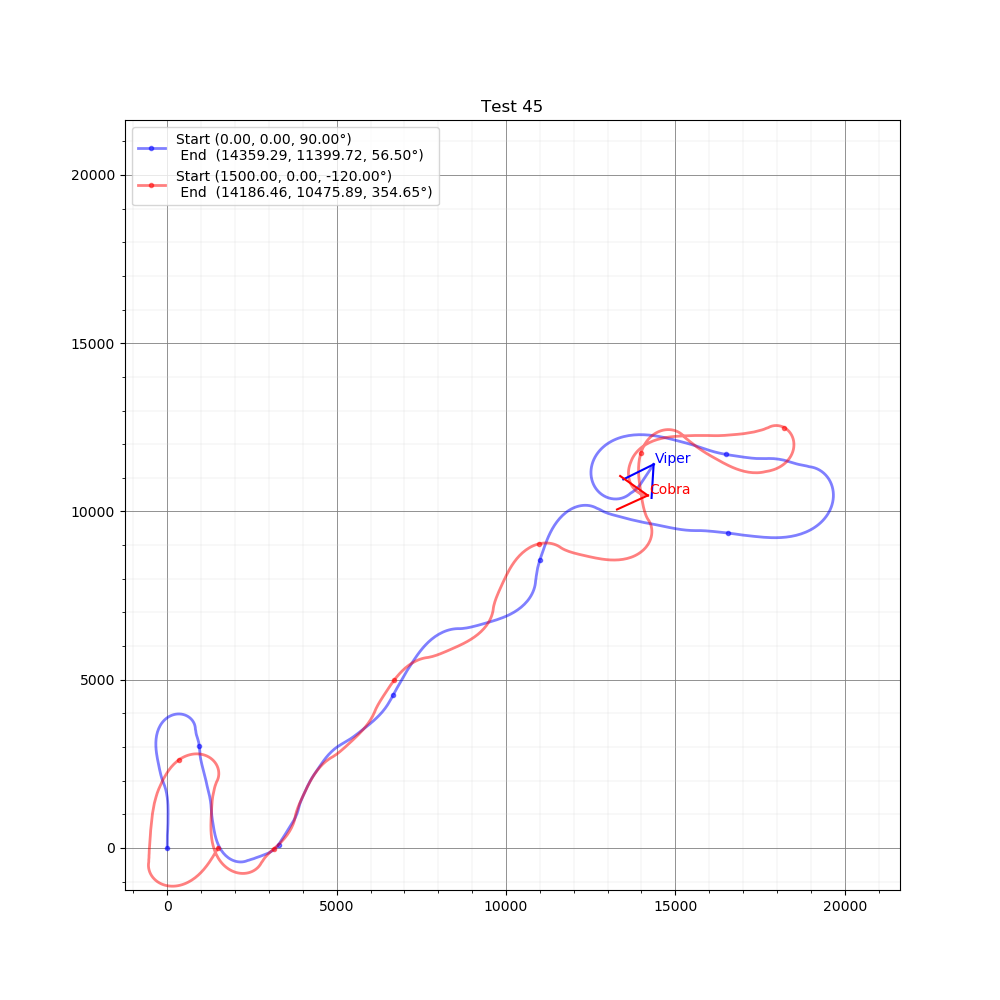 Test 45
Start (0.00, 0.00, 90.00°)
End  (14359.29, 11399.72, 56.50°)
Start (1500.00, 0.00, -120.00°)
End  (14186.46, 10475.89, 354.65°)
20000
15000
10000
5000
0
Viper
Cobra
0 5000 10000 15000 20000